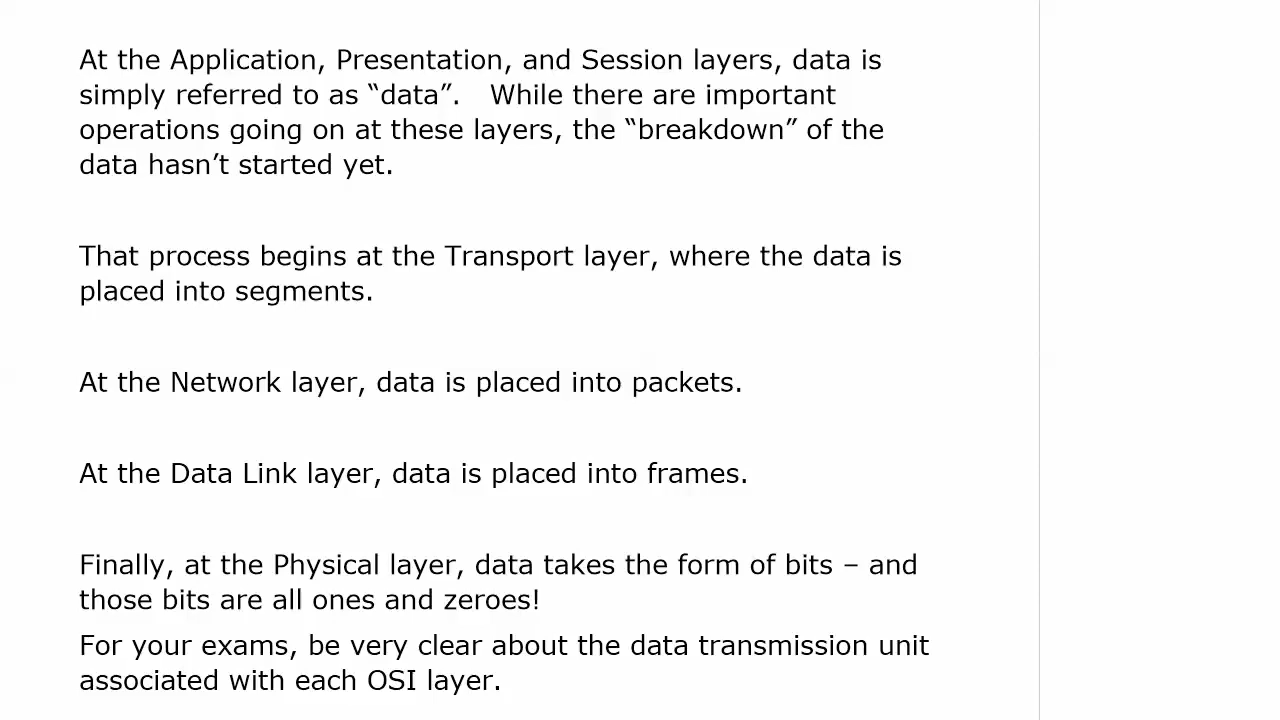 At the Application, Presentation, and Session layers, data is
simply referred to as “data”.   While there are important
operations going on at these layers, the “breakdown” of the
data hasn’t started yet.
That process begins at the Transport layer, where the data is
placed into segments.
At the Network layer, data is placed into packets.
At the Data Link layer, data is placed into frames.
Finally, at the Physical layer, data takes the form of bits – and
those bits are all ones and zeroes!
For your exams, be very clear about the data transmission unit
associated with each OSI layer.